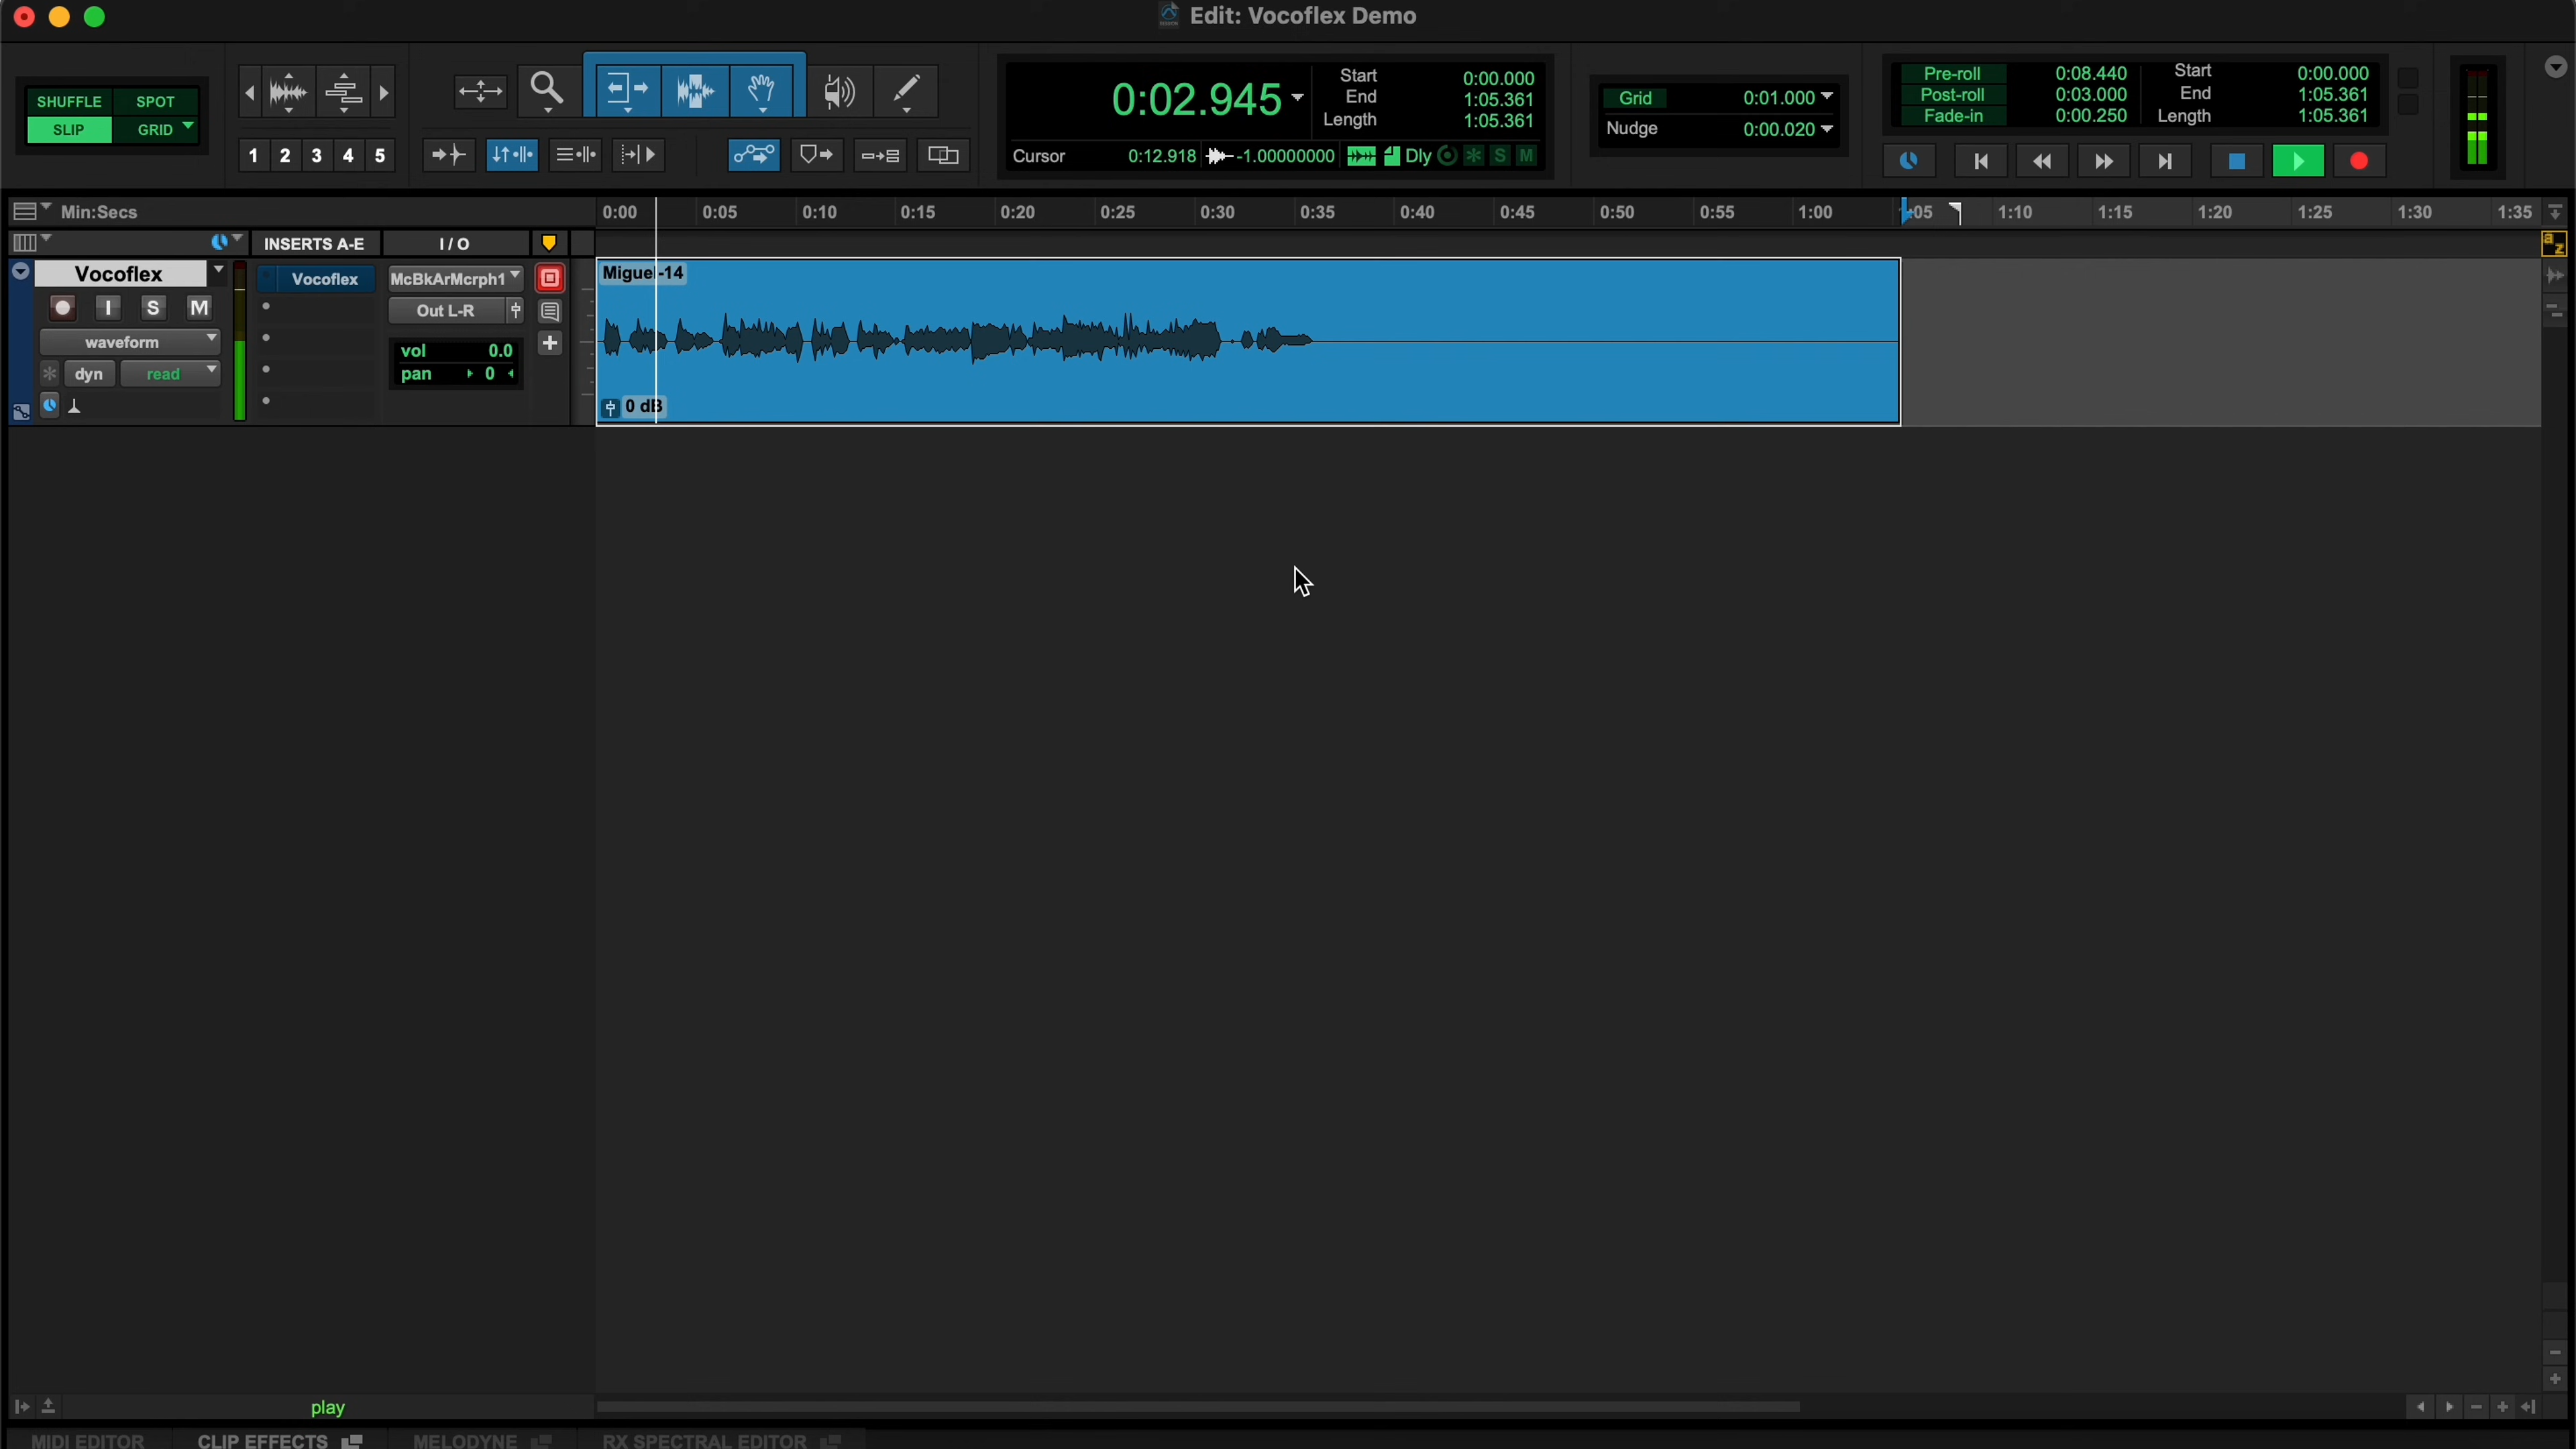 Edit: Vocoflex Demo
SHUFFLE SPOT
SLIP GRID
1 2 3 4 5
0:02.945
Start 0:00.000
End 1:05.361
Length 1:05.361
Cursor 0:12.918 -1.00000000 Dly S M
Grid 0:01.000
Nudge 0:00.020
Pre-roll 0:08.440
Post-roll 0:03.000
Fade-in 0:00.250
Start 0:00.000
End 1:05.361
Length 1:05.361
Min:Secs 0:00 0:05 0:10 0:15 0:20 0:25 0:30 0:35 0:40 0:45 0:50 0:55 1:00 :05 1:10 1:15 1:20 1:25 1:30 1:35
INSERTS A-E I / O a z
Vocoflex Vocoflex McBkArMcrph1 Miguel-14
I S M Out L-R
waveform vol 0.0
dyn read pan 0
0 dB
play
MIDI EDITOR CLIP EFFECTS MELODYNE RX SPECTRAL EDITOR